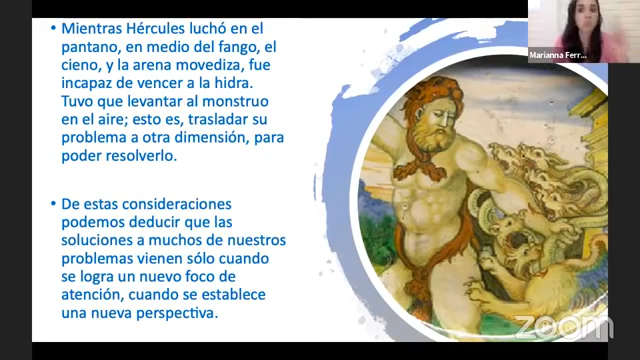 • Mientras Hércules luchó en el
pantano, en medio del fango, el
cieno, y la arena movediza, fue
incapaz de vencer a la hidra.
Tuvo que levantar al monstruo
en el aire; esto es, trasladar su
problema a otra dimensión, para
poder resolverlo.
• De estas consideraciones
podemos deducir que las
soluciones a muchos de nuestros
problemas vienen sólo cuando
se logra un nuevo foco de
atención, cuando se establece
una nueva perspectiva.
Marianna Ferr...
zoom